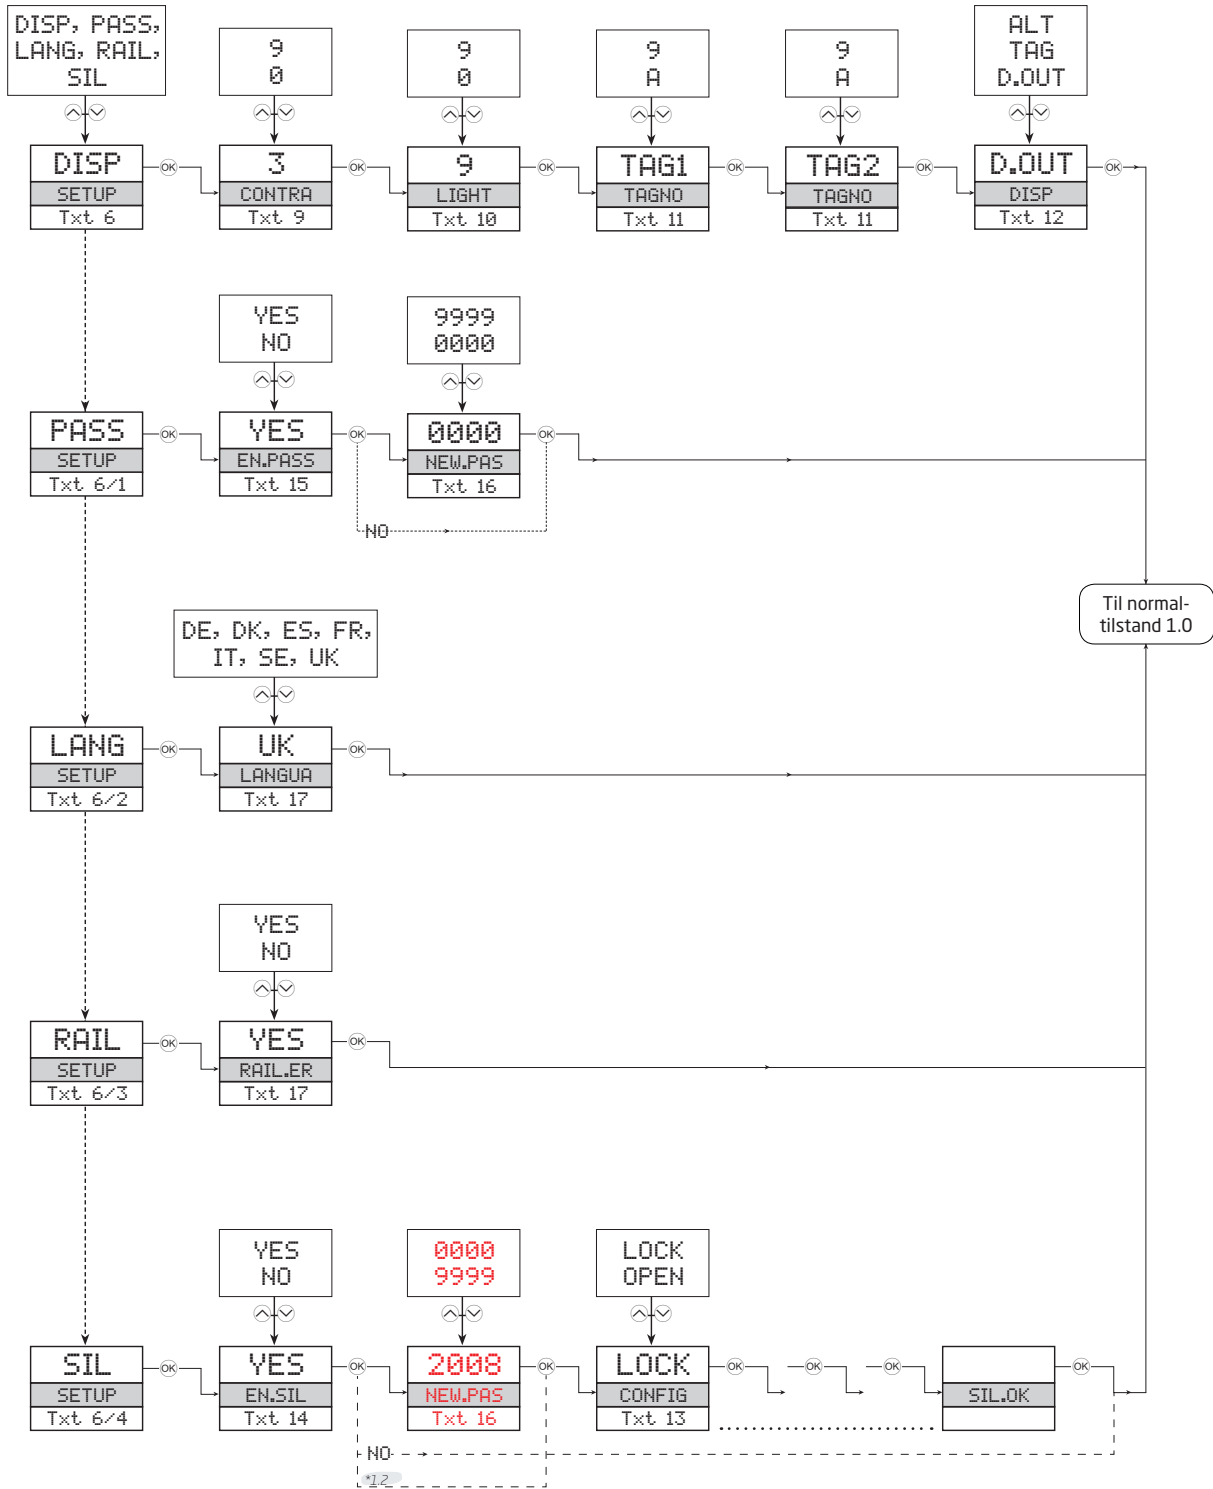 DISP, PASS,
LANG, RAIL,
SIL
9
0
9
0
9
A
9
A
ALT
TAG
D.OUT
DISP
SETUP
Txt 6
OK
3
CONTRA
Txt 9
OK
9
LIGHT
Txt 10
OK
TAG1
TAGNO
Txt 11
OK
TAG2
TAGNO
Txt 11
OK
D.OUT
DISP
Txt 12
OK
YES
NO
9999
0000
PASS
SETUP
Txt 6/1
OK
YES
EN.PASS
Txt 15
OK
0000
NEW.PAS
Txt 16
OK
NO
Til normal-
tilstand 1.0
DE, DK, ES, FR,
IT, SE, UK
LANG
SETUP
Txt 6/2
OK
UK
LANGUA
Txt 17
OK
YES
NO
RAIL
SETUP
Txt 6/3
OK
YES
RAIL.ER
Txt 17
OK
YES
NO
0000
9999
LOCK
OPEN
SIL
SETUP
Txt 6/4
OK
YES
EN.SIL
Txt 14
OK
2008
NEW.PAS
Txt 16
OK
LOCK
CONFIG
Txt 13
OK
OK
OK
SIL.OK
OK
NO
*1.2